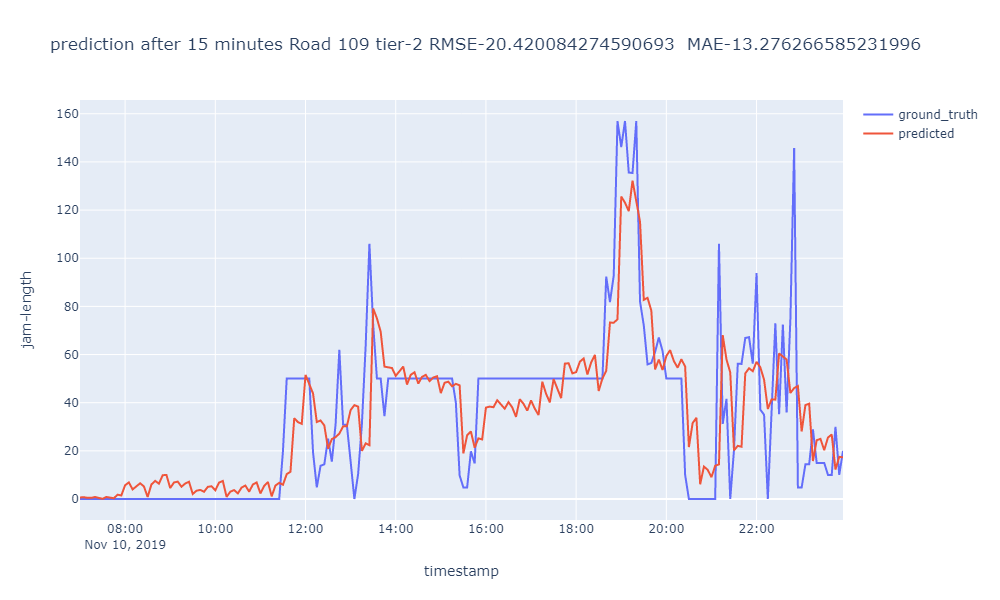 prediction after 15 minutes Road 109 tier-2 RMSE-20.420084274590693  MAE-13.276266585231996
ground_truth
predicted
160
140
120
100
80
60
40
20
0
jam-length
08:00
10:00
12:00
14:00
16:00
18:00
20:00
22:00
Nov 10, 2019
timestamp